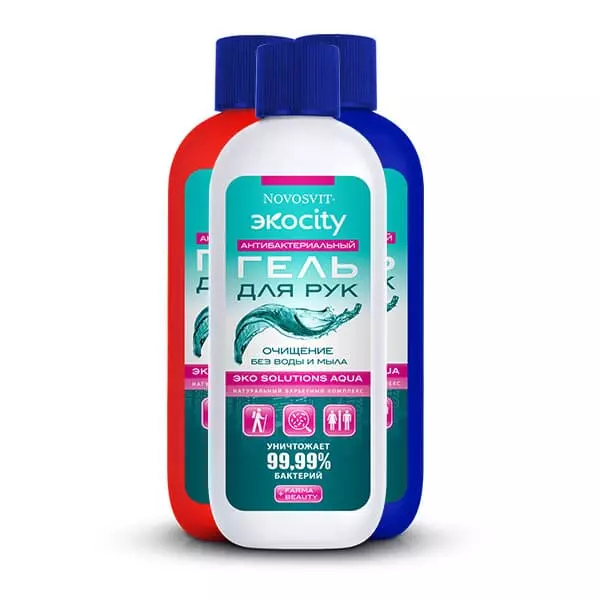 NOVOSVIT
экосity
АНТИБАКТЕРИАЛЬНЫЙ
ГЕЛЬ
ДЛЯ РУК
ОЧИЩЕНИЕ
БЕЗ ВОДЫ И МЫЛА
ЭКО SOLUTIONS AQUA
НАТУРАЛЬНЫЙ БАРЬЕРНЫЙ КОМПЛЕКС
УНИЧТОЖАЕТ
99,99%
БАКТЕРИЙ
+FARMA
BEAUTY